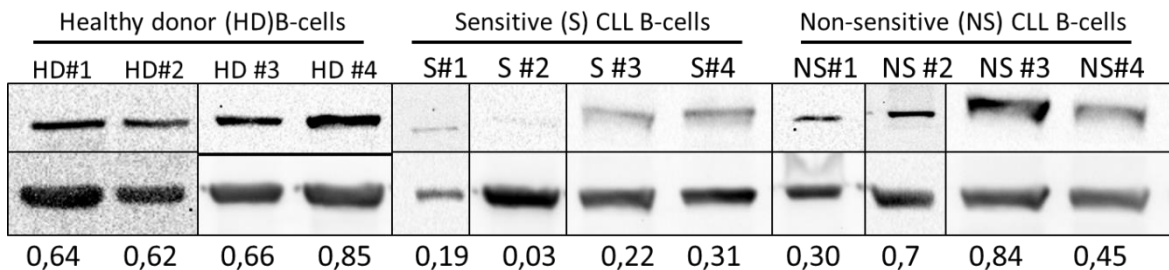 Healthy donor (HD)B-cells Sensitive (S) CLL B-cells Non-sensitive (NS) CLL B-cells
HD#1 HD#2 HD #3 HD #4 S#1 S #2 S #3 S#4 NS#1 NS #2 NS #3 NS#4
0,64 0,62 0,66 0,85 0,19 0,03 0,22 0,31 0,30 0,7 0,84 0,45